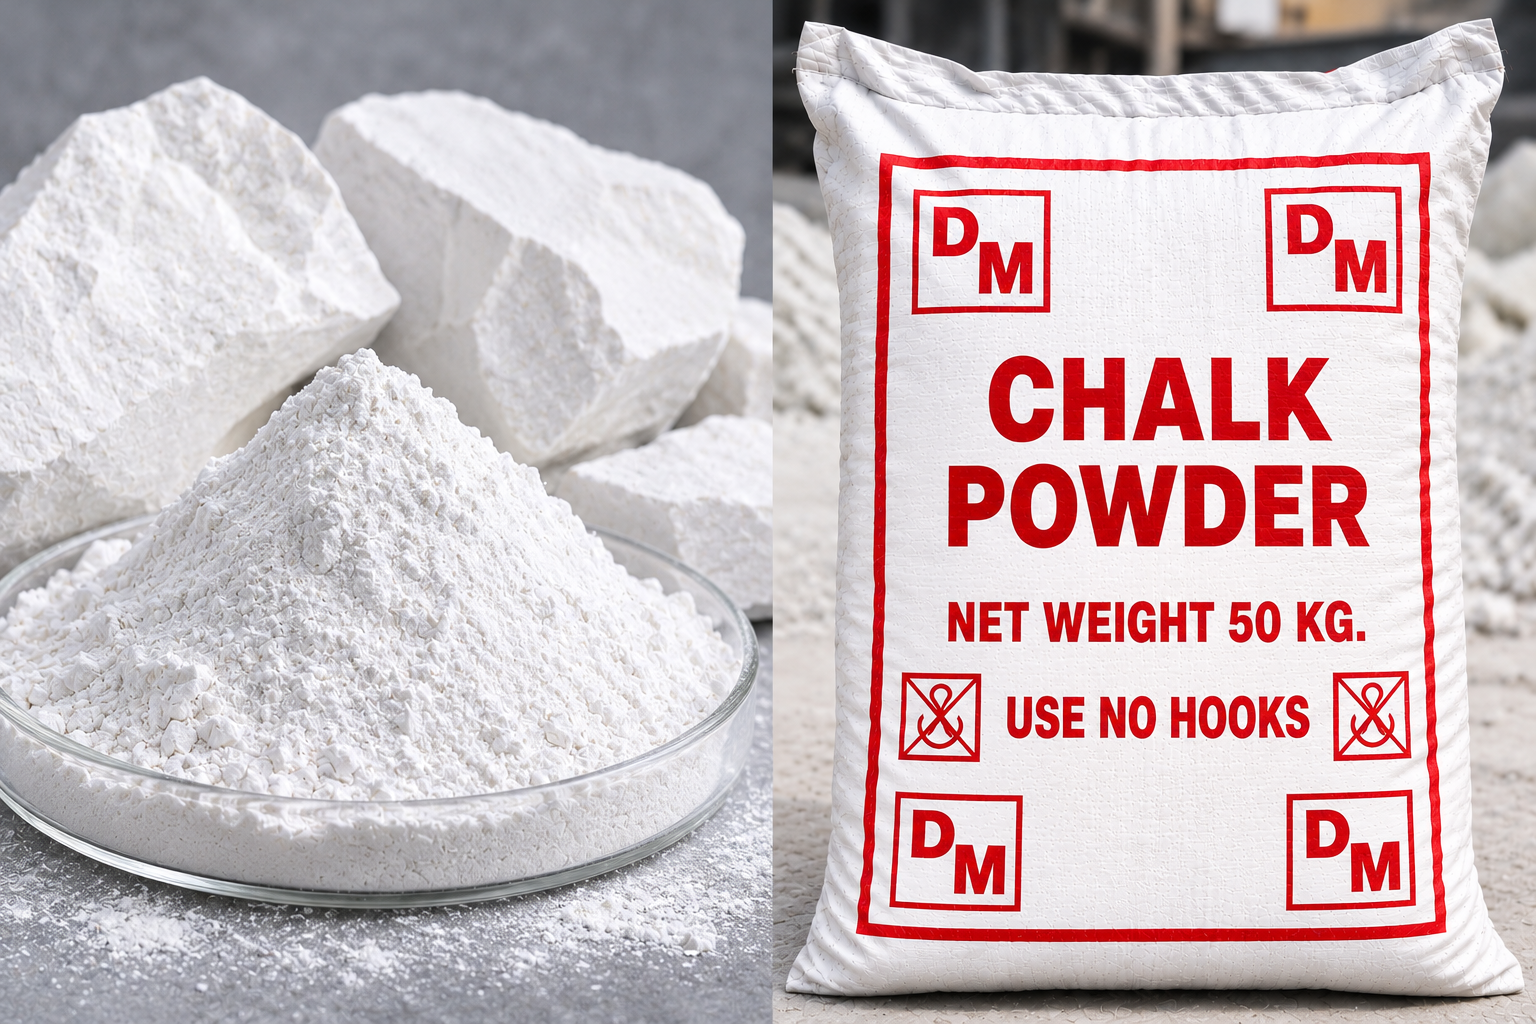 DM
DM
CHALK
POWDER
NET WEIGHT 50 KG.
USE NO HOOKS
DM
DM